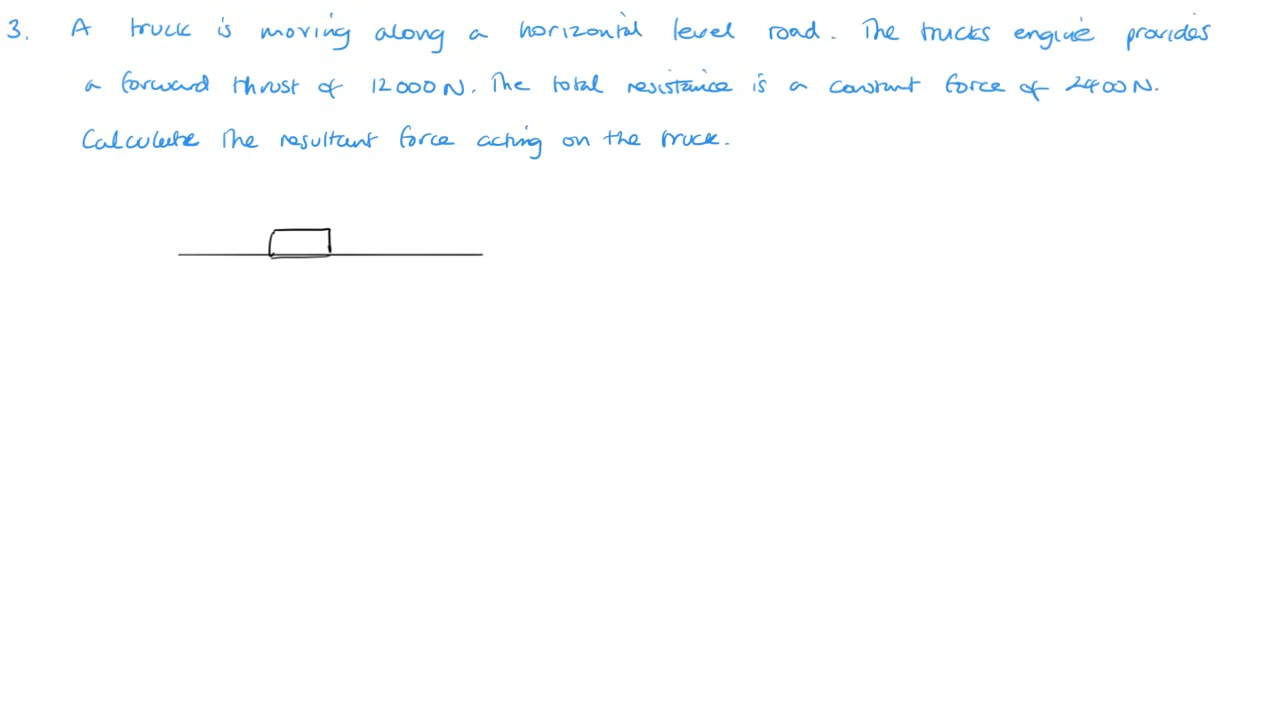 3. A truck is moving along a horizontal level road. The trucks engine provides
a forward thrust of 12000N. The total resistance is a constant force of 2400N.
Calculate the resultant force acting on the truck.